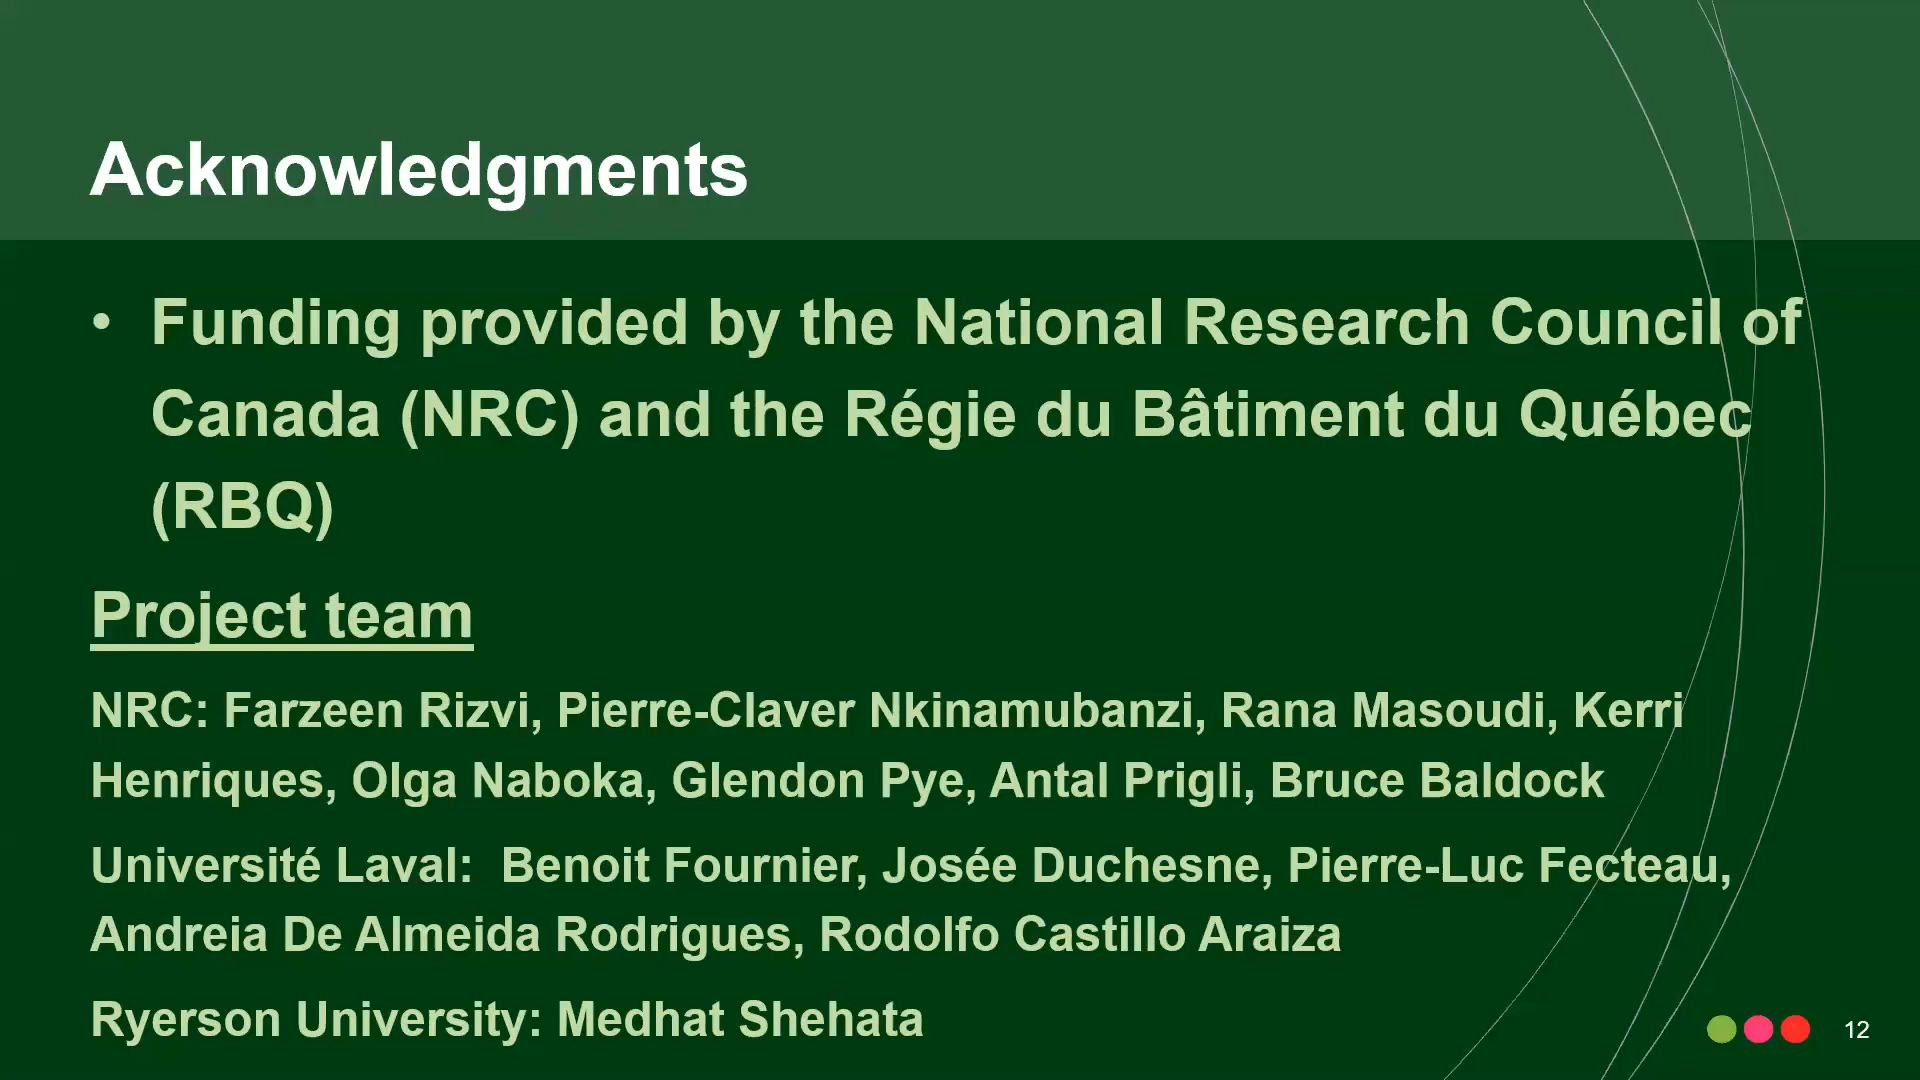 Acknowledgments
• Funding provided by the National Research Council of
Canada (NRC) and the Régie du Bâtiment du Québec
(RBQ)
Project team
NRC: Farzeen Rizvi, Pierre-Claver Nkinamubanzi, Rana Masoudi, Kerri
Henriques, Olga Naboka, Glendon Pye, Antal Prigli, Bruce Baldock
Université Laval:  Benoit Fournier, Josée Duchesne, Pierre-Luc Fecteau,
Andreia De Almeida Rodrigues, Rodolfo Castillo Araiza
Ryerson University: Medhat Shehata
12